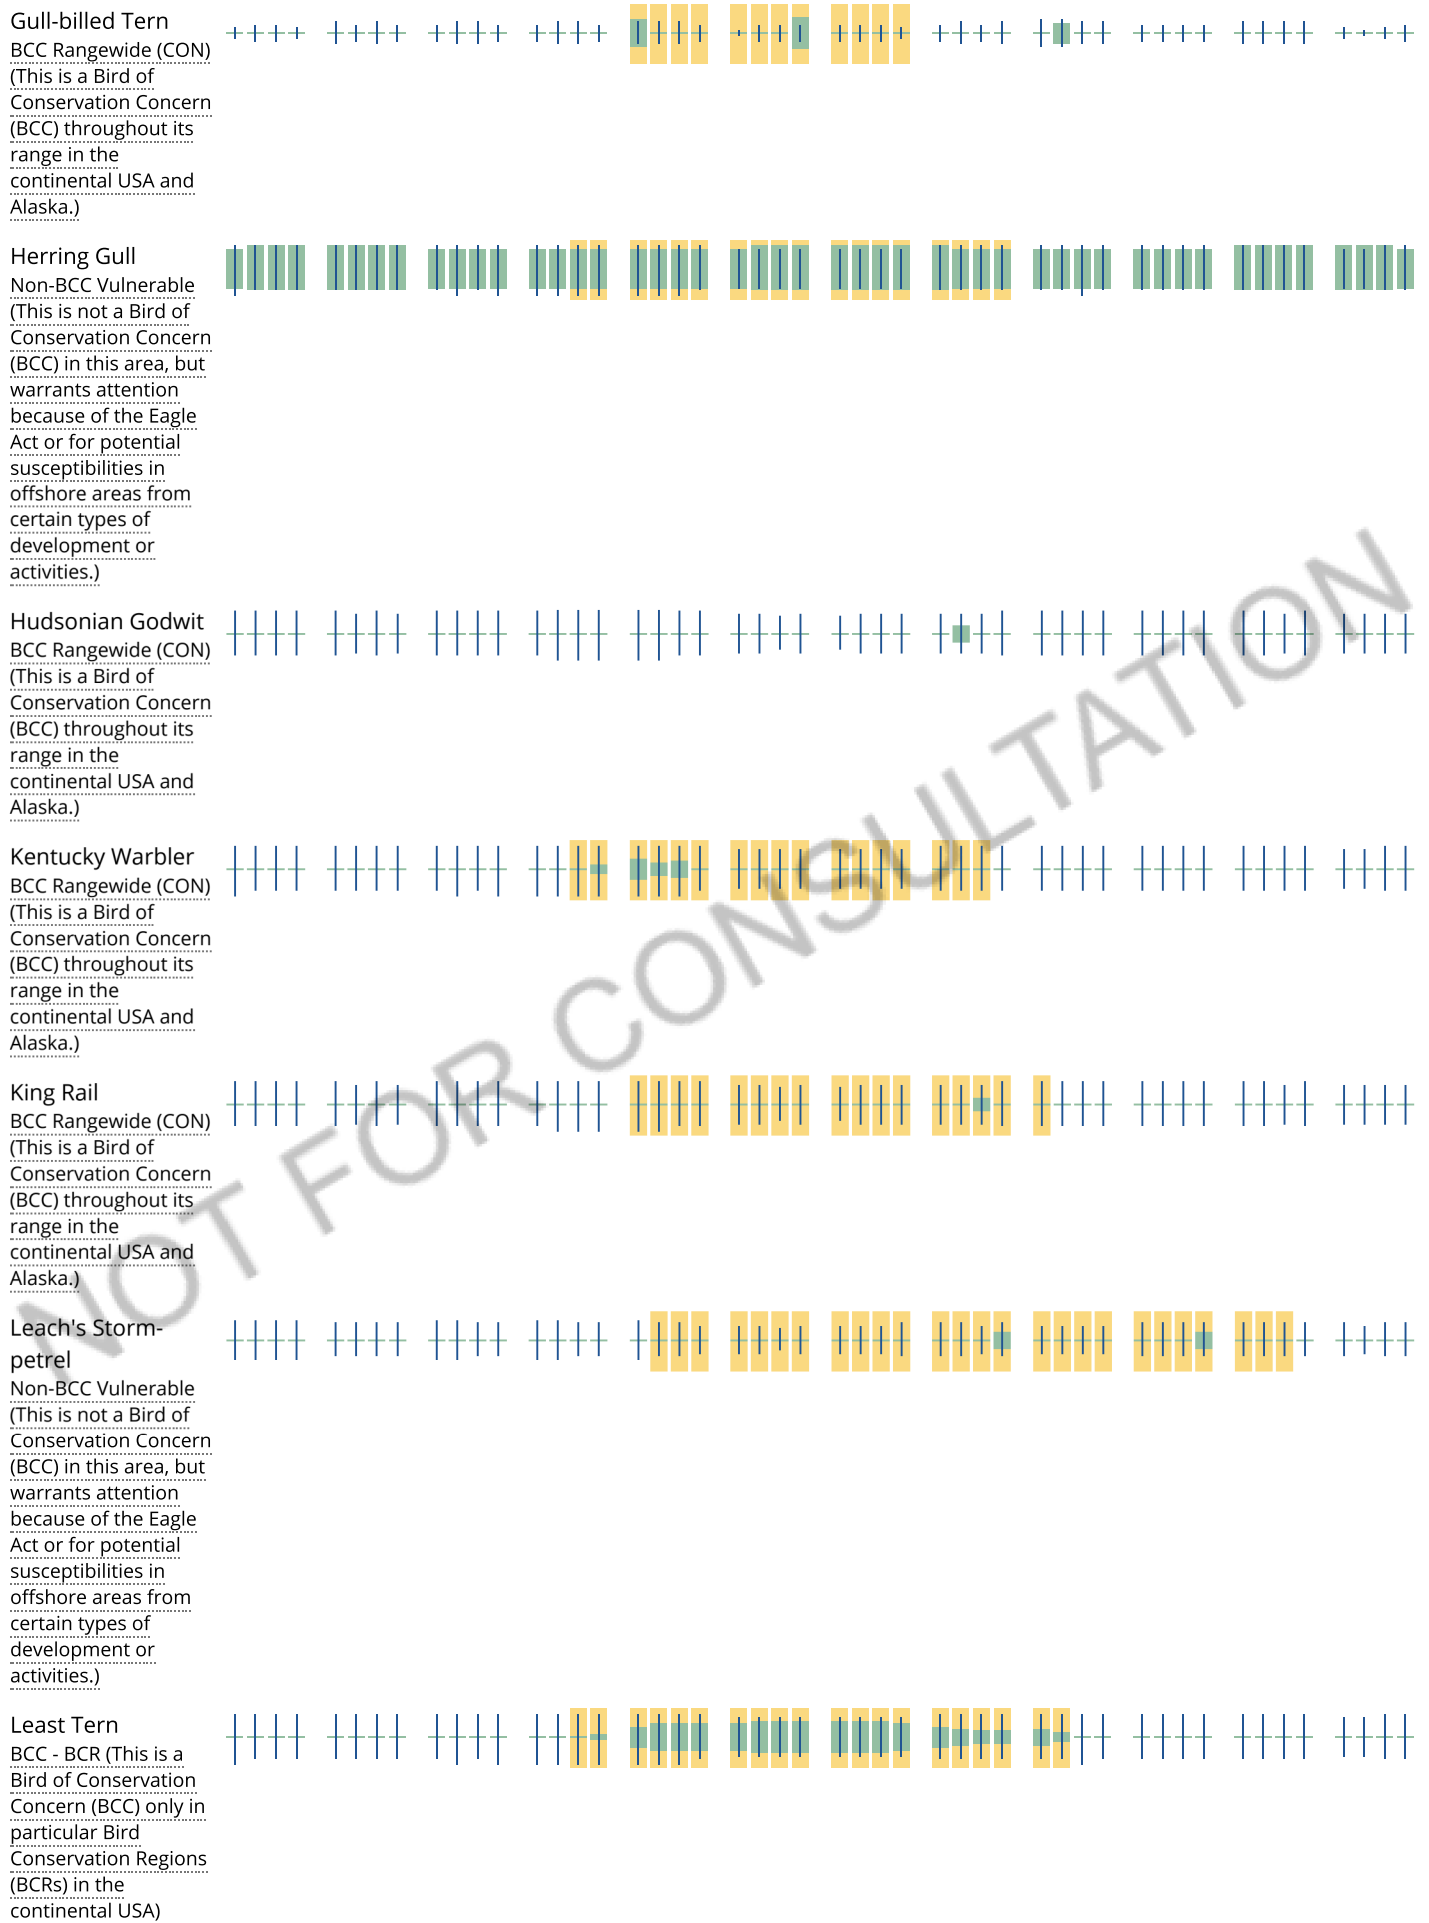 Gull-billed Tern
BCC Rangewide (CON)
(This is a Bird of
Conservation Concern
(BCC) throughout its
range in the
continental USA and
Alaska.)
Herring Gull
Non-BCC Vulnerable
(This is not a Bird of
Conservation Concern
(BCC) in this area, but
warrants attention
because of the Eagle
Act or for potential
susceptibilities in
offshore areas from
certain types of
development or
activities.)
Hudsonian Godwit
BCC Rangewide (CON)
(This is a Bird of
Conservation Concern
(BCC) throughout its
range in the
continental USA and
Alaska.)
Kentucky Warbler
BCC Rangewide (CON)
(This is a Bird of
Conservation Concern
(BCC) throughout its
range in the
continental USA and
Alaska.)
King Rail
BCC Rangewide (CON)
(This is a Bird of
Conservation Concern
(BCC) throughout its
range in the
continental USA and
Alaska.)
Leach's Storm-
petrel
Non-BCC Vulnerable
(This is not a Bird of
Conservation Concern
(BCC) in this area, but
warrants attention
because of the Eagle
Act or for potential
susceptibilities in
offshore areas from
certain types of
development or
activities.)
Least Tern
BCC - BCR (This is a
Bird of Conservation
Concern (BCC) only in
particular Bird
Conservation Regions
(BCRs) in the
continental USA)
NOT FOR CONSULTATION